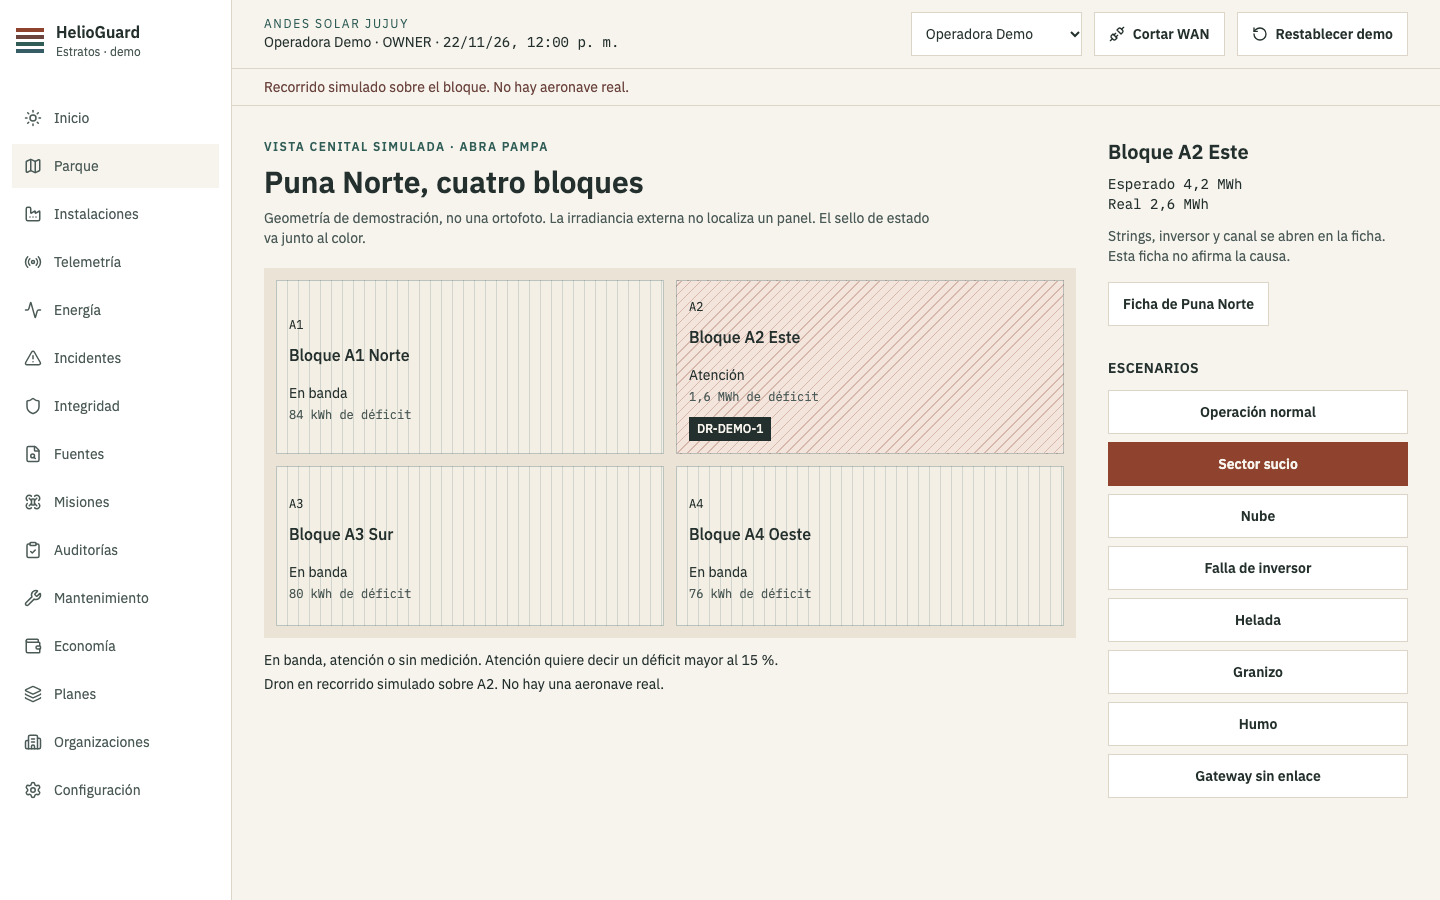 HelioGuard
Estratos · demo
Inicio
Parque
Instalaciones
Telemetría
Energía
Incidentes
Integridad
Fuentes
Misiones
Auditorías
Mantenimiento
Economía
Planes
Organizaciones
Configuración
ANDES SOLAR JUJUY
Operadora Demo · OWNER · 22/11/26, 12:00 p. m.
Operadora Demo
Cortar WAN
Restablecer demo
Recorrido simulado sobre el bloque. No hay aeronave real.
VISTA CENITAL SIMULADA · ABRA PAMPA
Puna Norte, cuatro bloques
Geometría de demostración, no una ortofoto. La irradiancia externa no localiza un panel. El sello de estado
va junto al color.
A1
Bloque A1 Norte
En banda
84 kWh de déficit
A2
Bloque A2 Este
Atención
1,6 MWh de déficit
DR-DEMO-1
A3
Bloque A3 Sur
En banda
80 kWh de déficit
A4
Bloque A4 Oeste
En banda
76 kWh de déficit
En banda, atención o sin medición. Atención quiere decir un déficit mayor al 15 %.
Dron en recorrido simulado sobre A2. No hay una aeronave real.
Bloque A2 Este
Esperado 4,2 MWh
Real 2,6 MWh
Strings, inversor y canal se abren en la ficha.
Esta ficha no afirma la causa.
Ficha de Puna Norte
ESCENARIOS
Operación normal
Sector sucio
Nube
Falla de inversor
Helada
Granizo
Humo
Gateway sin enlace